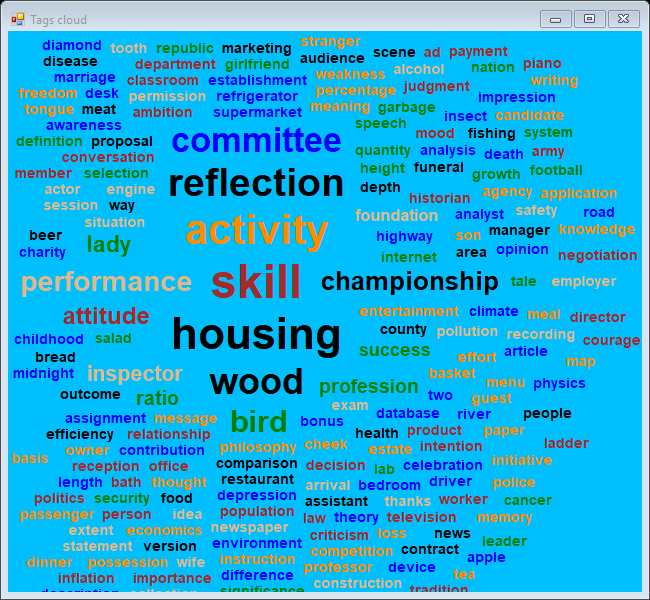 Tags cloud
diamond tooth republic marketing stranger
disease department girlfriend audience scene ad payment
marriage classroom establishment weakness alcohol nation piano
freedom desk permission refrigerator percentage judgment writing
tongue meat ambition supermarket meaning garbage insect impression candidate
awareness speech
definition proposal committee mood fishing system
conversation quantity analysis death army
member selection reflection height funeral growth football
actor engine depth
session way historian agency application
situation activity foundation analyst safety road
beer lady highway son manager knowledge
charity internet area opinion negotiation
performance skill championship tale employer
attitude entertainment climate meal director
childhood salad housing county pollution recording courage
bread success effort article map
midnight inspector wood basket
outcome ratio profession two menu physics guest
assignment message bird bonus exam database river people
efficiency relationship health product paper
basis owner contribution philosophy cheek estate intention ladder
reception office comparison decision lab celebration initiative
length bath thought restaurant arrival bedroom driver police
politics security food depression assistant thanks worker cancer
passenger person idea population law theory television memory
extent economics newspaper criticism loss news leader
statement version environment competition contract
dinner possession wife instruction professor device apple
inflation importance difference construction tea
description collection significance tradition